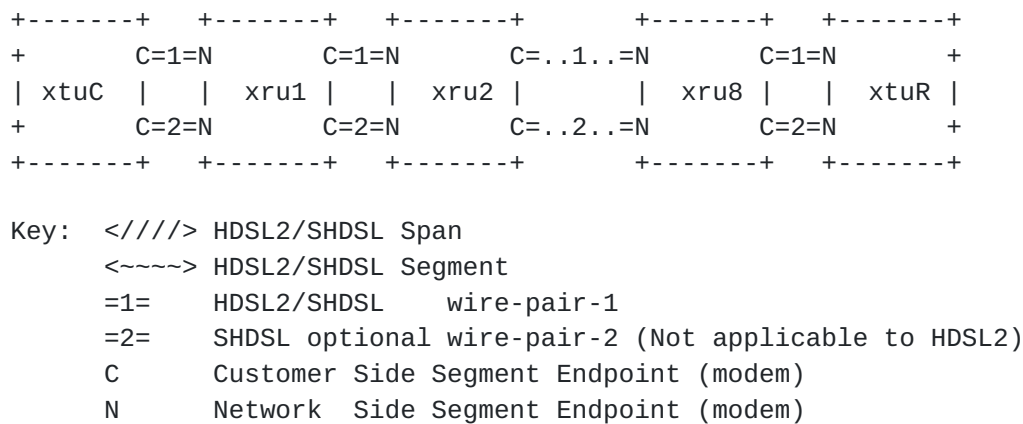 +-------+   +-------+   +-------+       +-------+   +-------+
+       C=1=N       C=1=N       C=..1..=N       C=1=N       +
| xtuC  |   |  xru1 |   |  xru2 |       |  xru8 |   |  xtuR |
+       C=2=N       C=2=N       C=..2..=N       C=2=N       +
+-------+   +-------+   +-------+       +-------+   +-------+
Key:  <////> HDSL2/SHDSL Span
      <~~~~> HDSL2/SHDSL Segment
      =1=    HDSL2/SHDSL    wire-pair-1
      =2=    SHDSL optional wire-pair-2 (Not applicable to HDSL2)
      C      Customer Side Segment Endpoint (modem)
      N      Network  Side Segment Endpoint (modem)